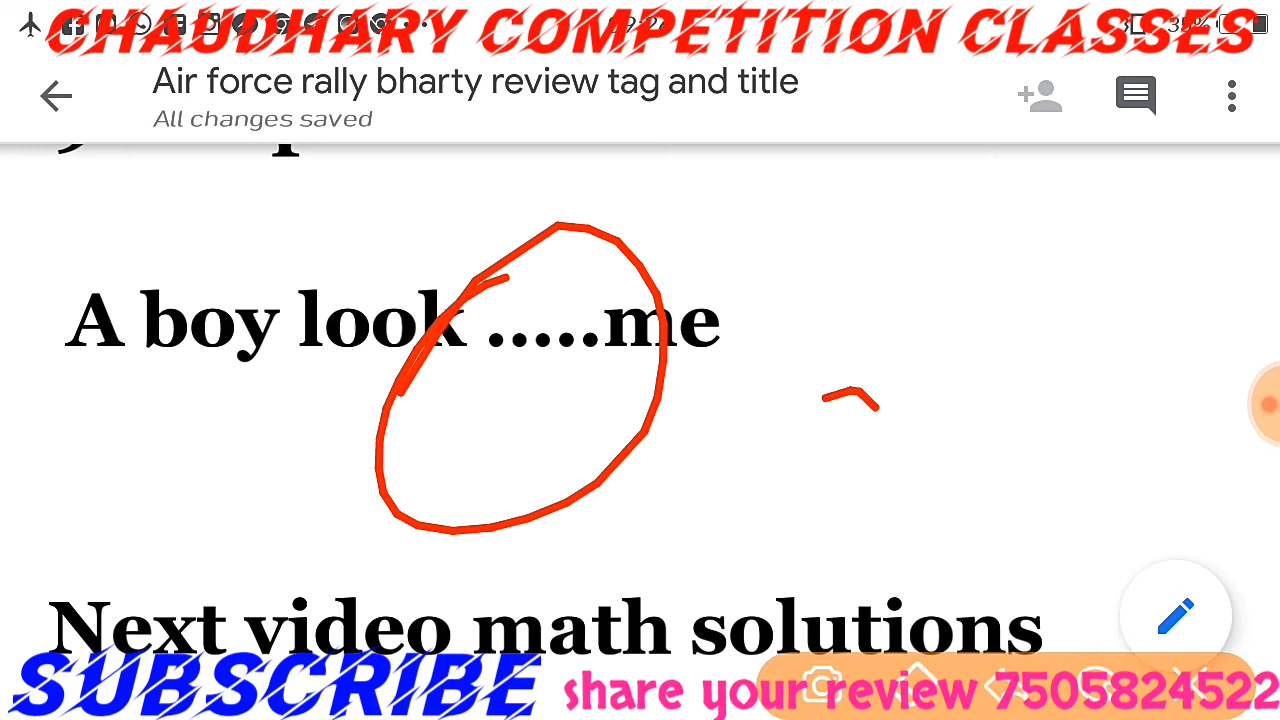 CHAUDHARY COMPETITION CLASSES
35%
Air force rally bharty review tag and title
All changes saved
A boy look .....me
Next video math solutions
SUBSCRIBE
share your review 7505824522